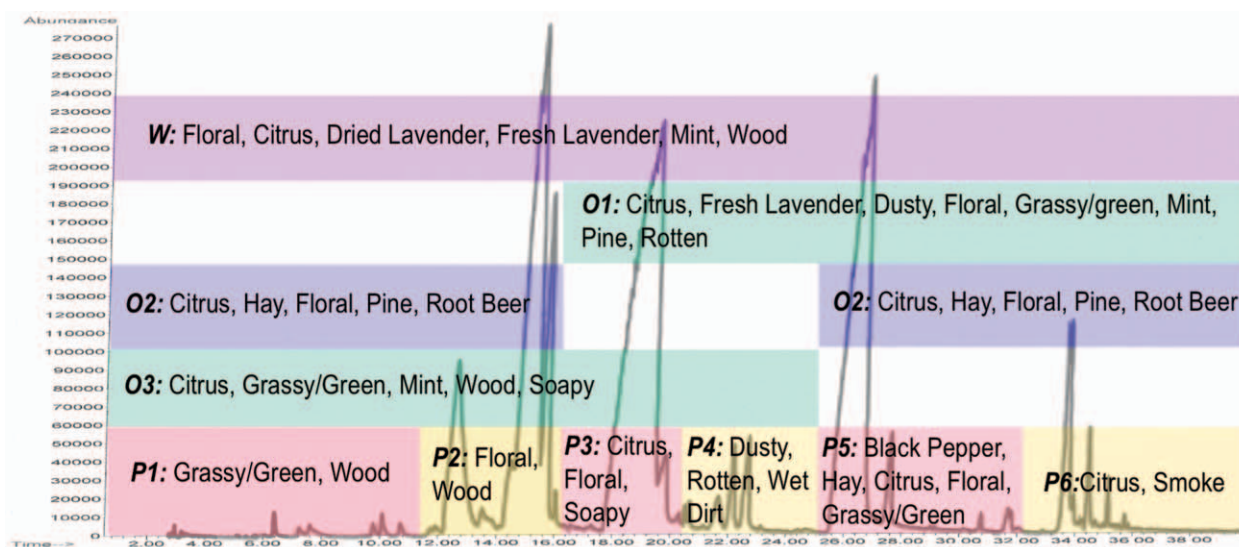 Abundance
270000
260000
250000
240000
230000
220000
210000
200000
190000
180000
170000
160000
150000
140000
130000
120000
110000
100000
90000
80000
70000
60000
50000
40000
30000
20000
10000
0
W: Floral, Citrus, Dried Lavender, Fresh Lavender, Mint, Wood
O1: Citrus, Fresh Lavender, Dusty, Floral, Grassy/green, Mint,
Pine, Rotten
O2: Citrus, Hay, Floral, Pine, Root Beer
O2: Citrus, Hay, Floral, Pine, Root Beer
O3: Citrus, Grassy/Green, Mint, Wood, Soapy
P1: Grassy/Green, Wood
P2: Floral,
Wood
P3: Citrus,
Floral,
Soapy
P4: Dusty,
Rotten, Wet
Dirt
P5: Black Pepper,
Hay, Citrus, Floral,
Grassy/Green
P6:Citrus, Smoke
Time--> 2.00 4.00 6.00 8.00 10.00 12.00 14.00 16.00 18.00 20.00 22.00 24.00 26.00 28.00 30.00 32.00 34.00 36.00 38.00